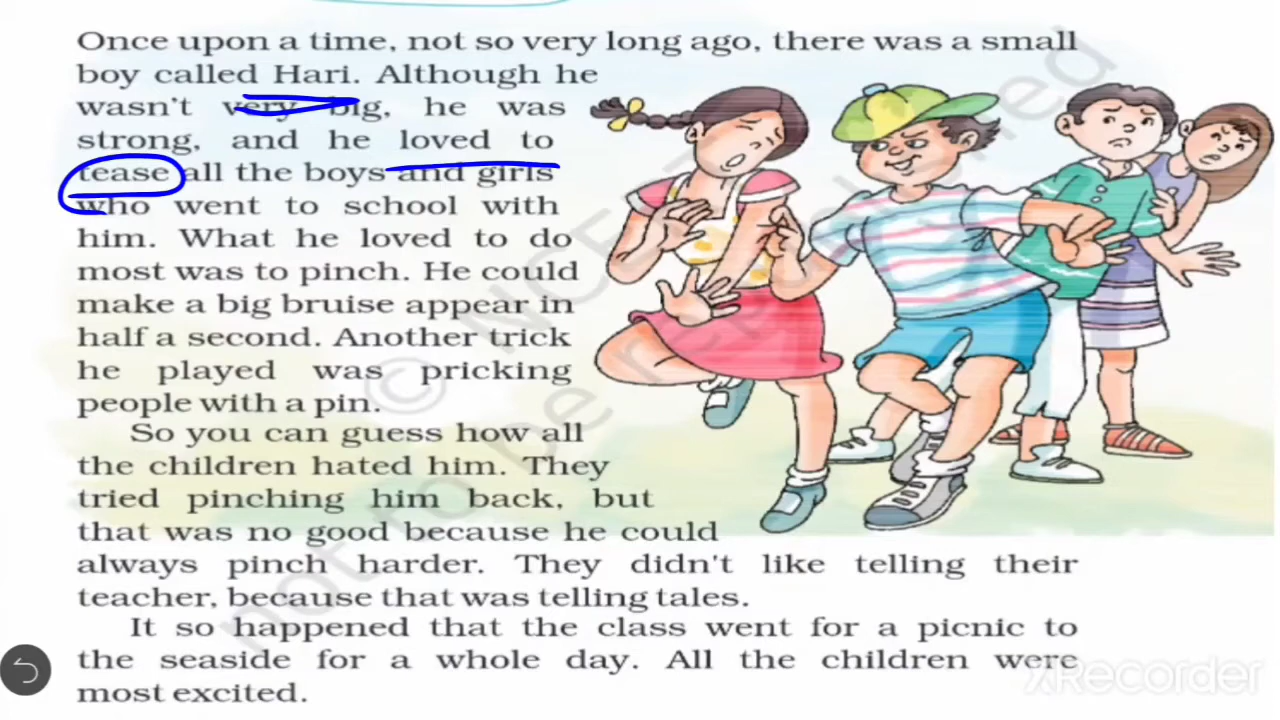 Once upon a time, not so very long ago, there was a small
boy called Hari. Although he
wasn't very big, he was
strong, and he loved to
tease all the boys and girls
who went to school with
him. What he loved to do
most was to pinch. He could
make a big bruise appear in
half a second. Another trick
he played was pricking
people with a pin.
So you can guess how all
the children hated him. They
tried pinching him back, but
that was no good because he could
always pinch harder. They didn't like telling their
teacher, because that was telling tales.
It so happened that the class went for a picnic to
the seaside for a whole day. All the children were
most excited.
XRecorder